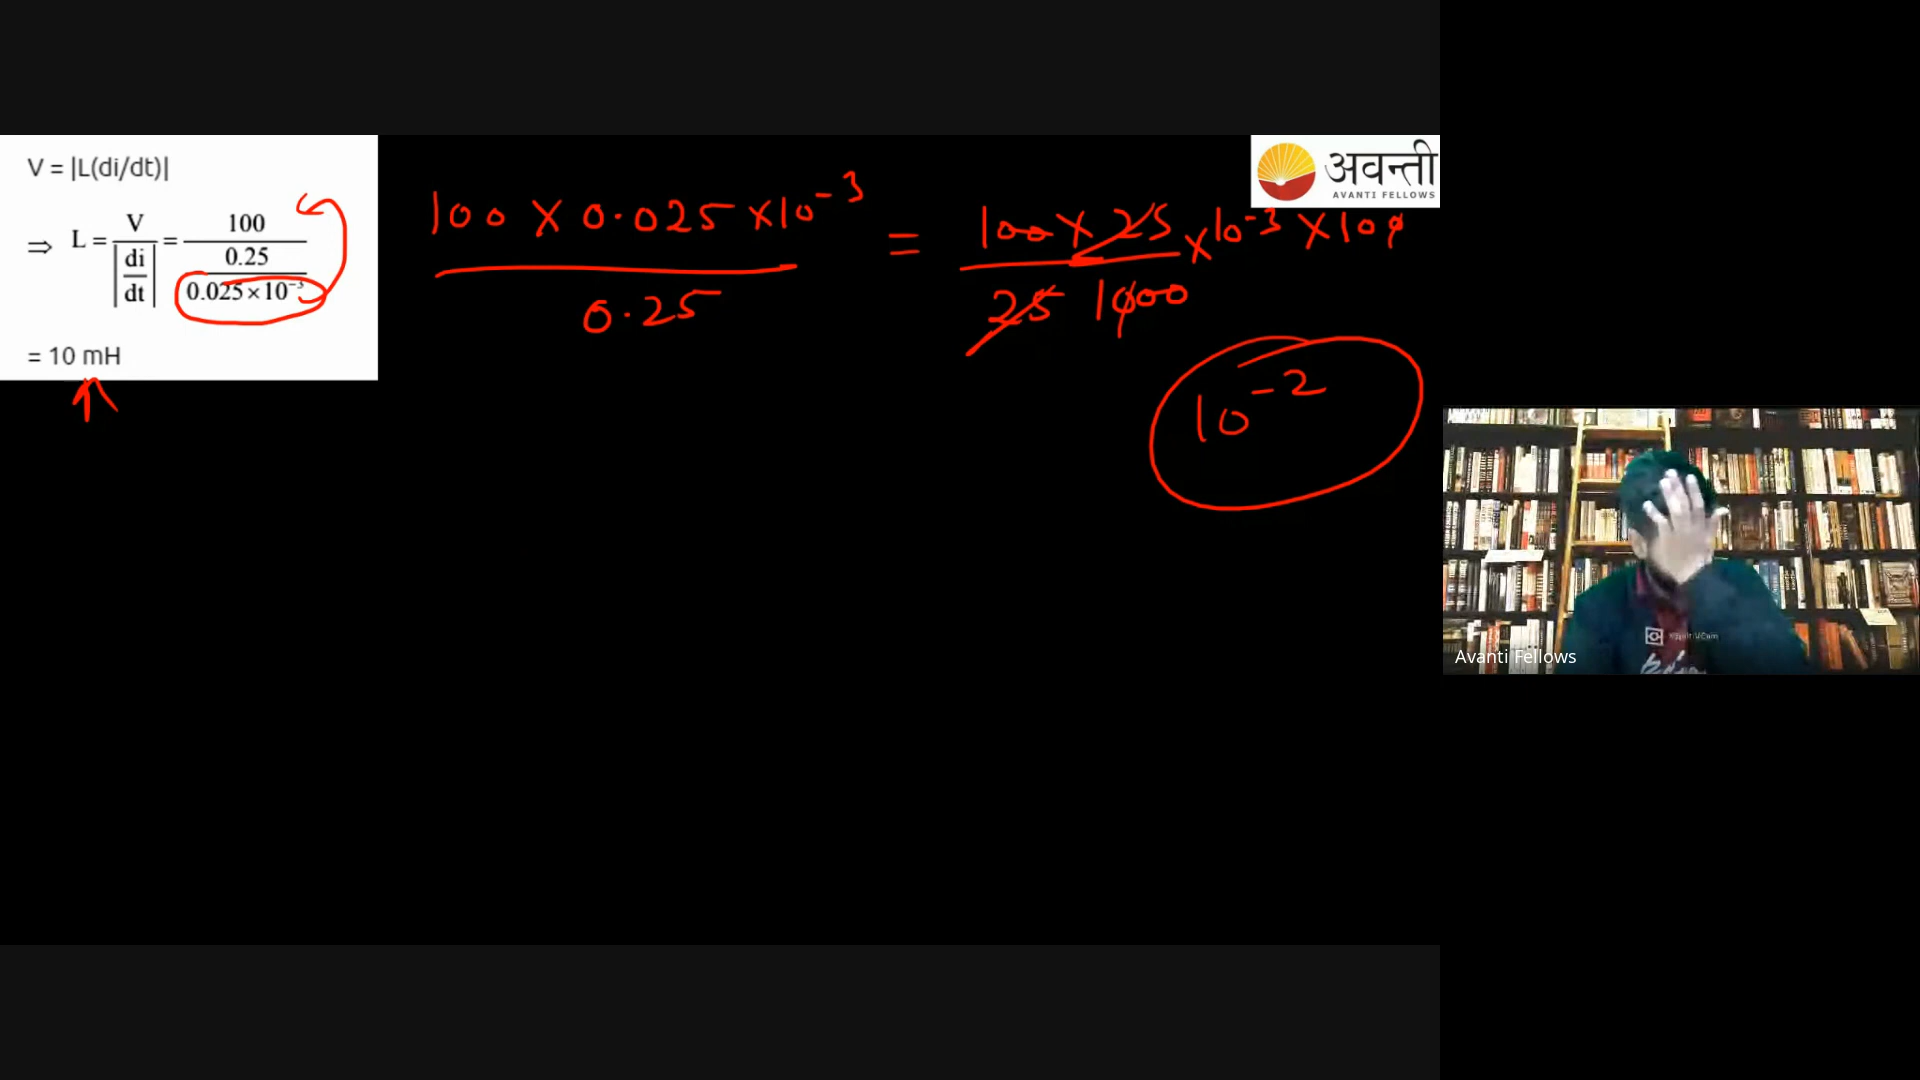 V = |L(di/dt)|
⇒ L = V / |di/dt| = 100 / (0.25 / 0.025×10⁻³)
= 10 mH
100 × 0.025 ×10⁻³ / 0.25 = 100 × 25 / 25 1000 × 10⁻³ × 100
10⁻²
अवन्ती
AVANTI FELLOWS
Avanti Fellows